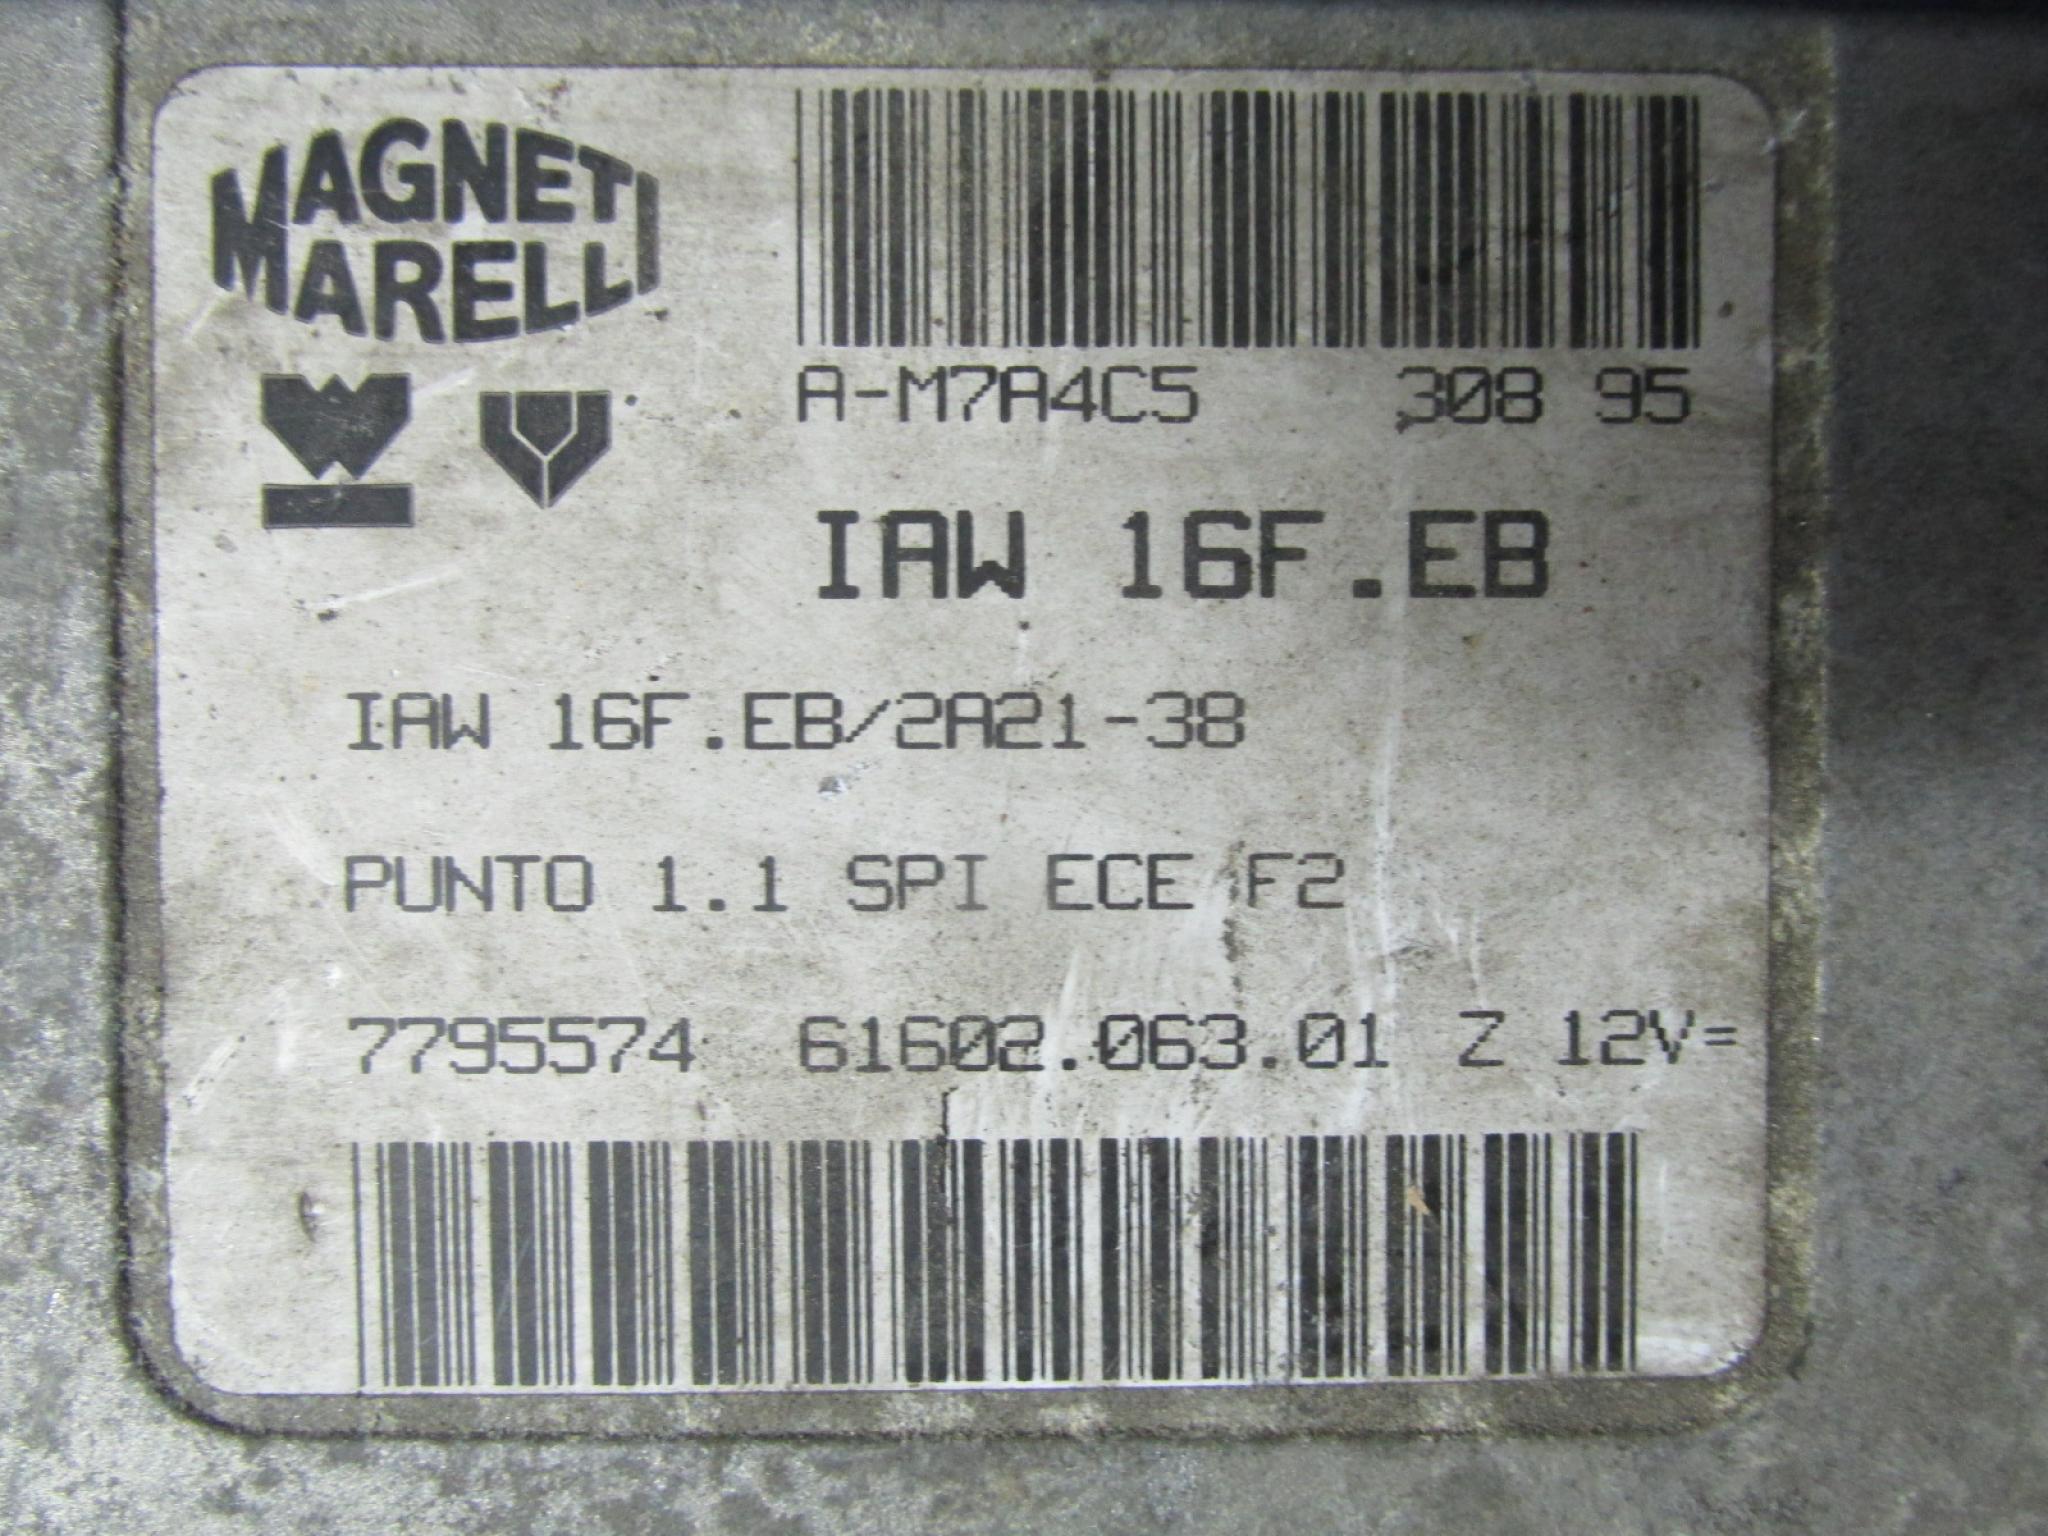 MAGNETI
MARELLI
A-M7A4C5 308 95
IAW 16F.EB
IAW 16F.EB/2A21-38
PUNTO 1.1 SPI ECE F2
7795574 61602.063.01 Z 12V=